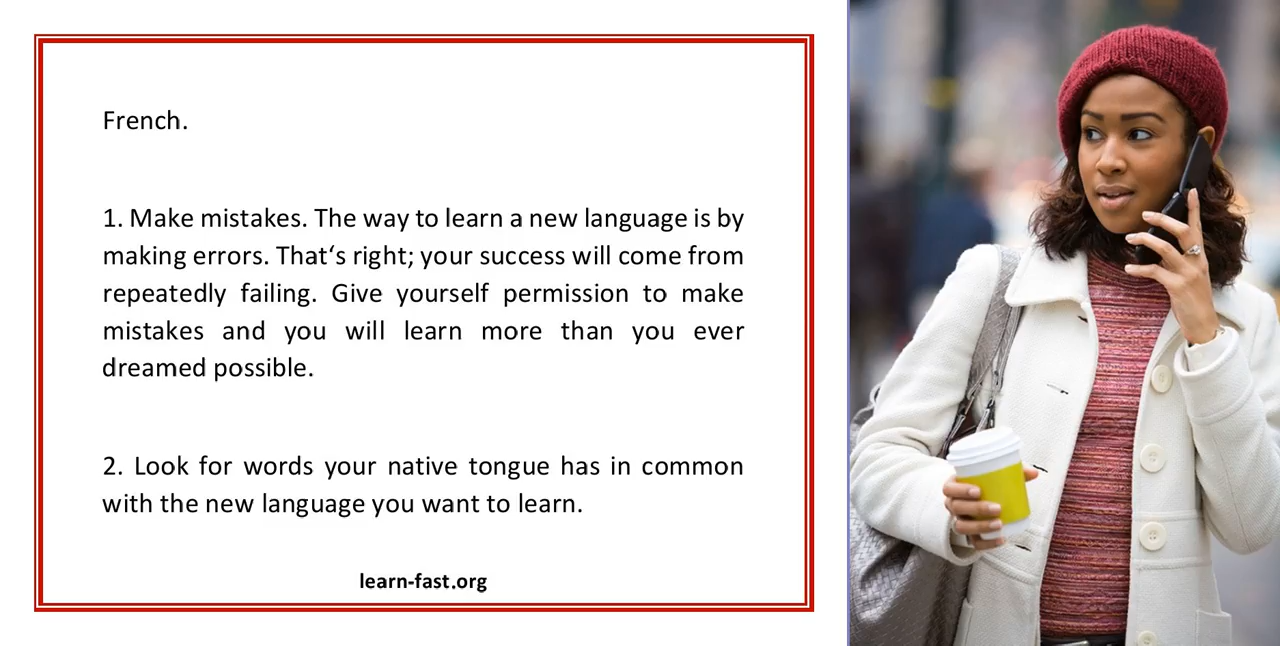 French.
1. Make mistakes. The way to learn a new language is by
making errors. That‘s right; your success will come from
repeatedly failing. Give yourself permission to make
mistakes and you will learn more than you ever
dreamed possible.
2. Look for words your native tongue has in common
with the new language you want to learn.
learn-fast.org